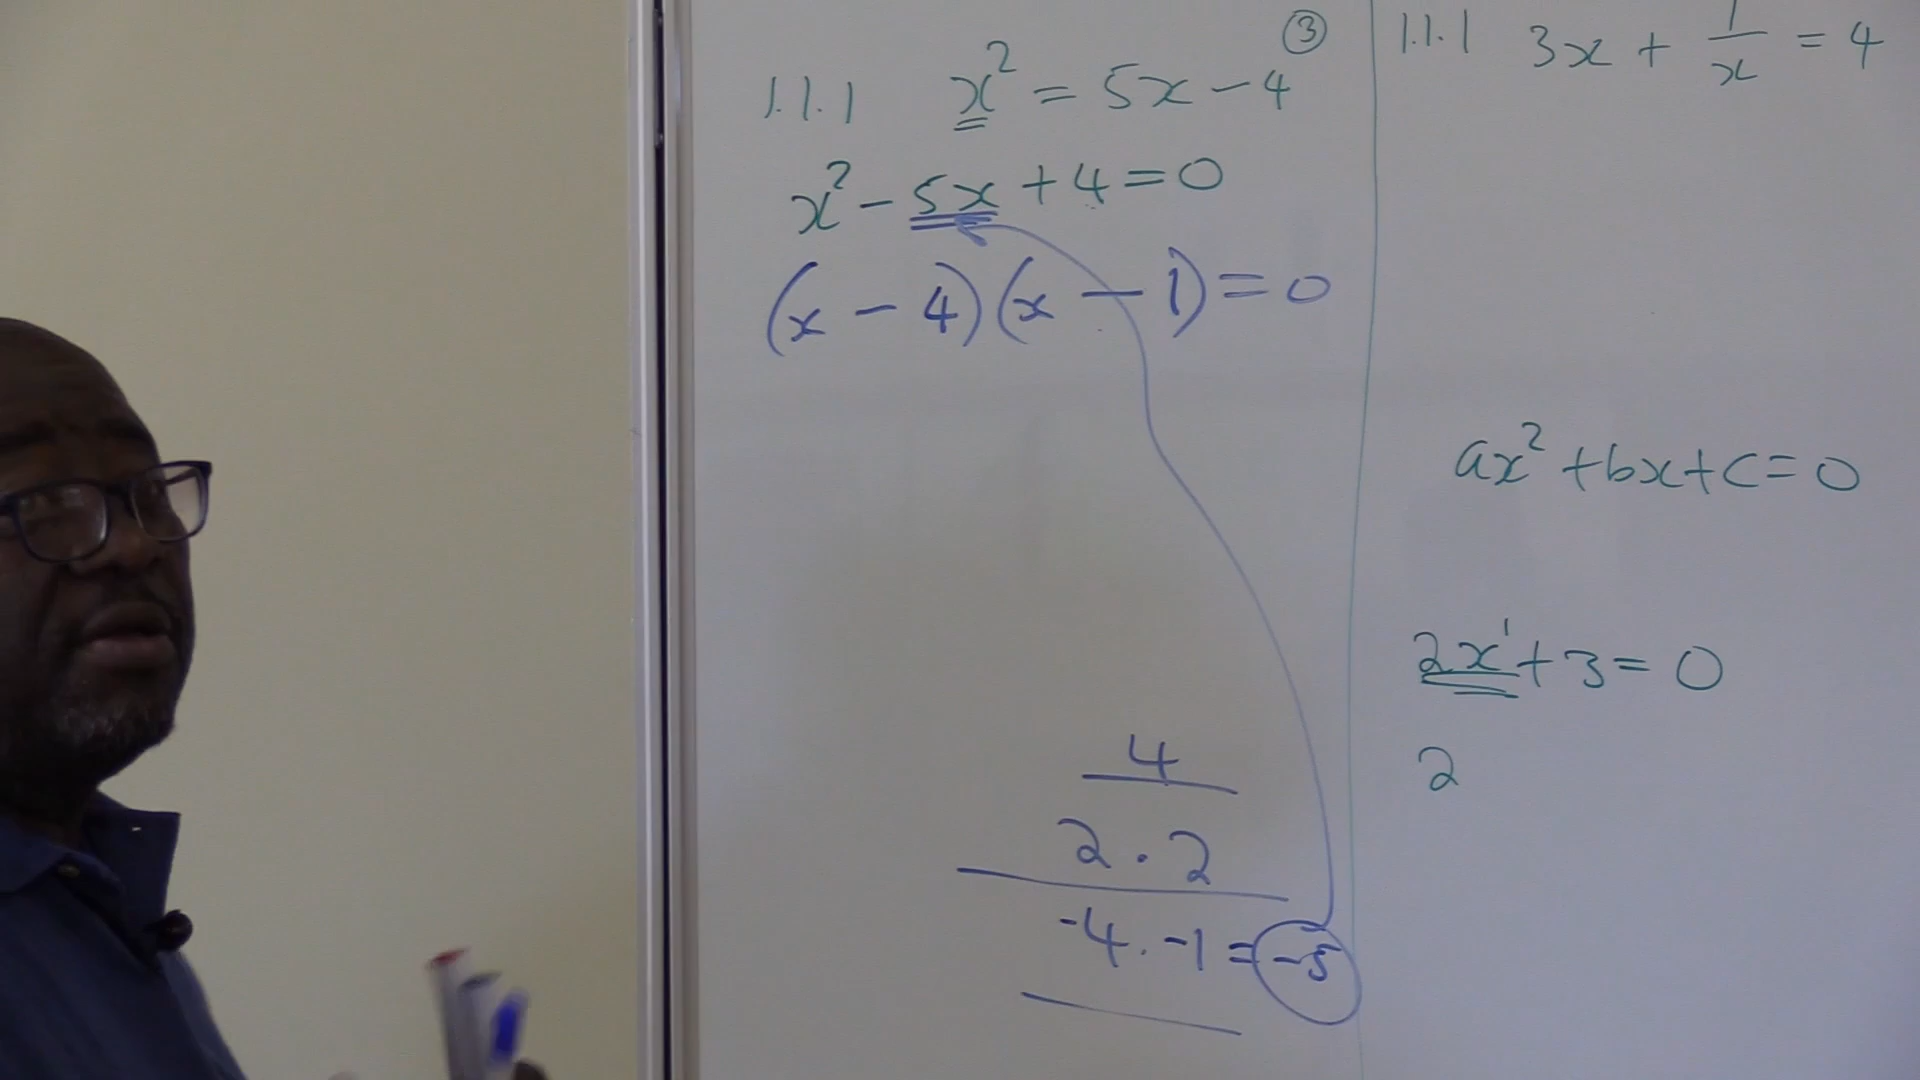 1.1.1 x² = 5x - 4 ③
x² - 5x + 4 = 0
(x - 4)(x - 1) = 0
4
2 . 2
-4 . -1 = -5
1.1.1 3x + 1/x = 4
ax² + bx + c = 0
2x¹ + 3 = 0
2